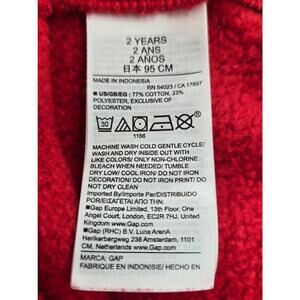 2 YEARS
2 ANS
2 AÑOS
日本 95 CM
MADE IN INDONESIA
RN 54023 / CA 17897
■ US/GB/EG : 77% COTTON, 23%
POLYESTER, EXCLUSIVE OF
DECORATION
30
1166
MACHINE WASH COLD GENTLE CYCLE/
WASH AND DRY INSIDE OUT WITH
LIKE COLORS/ ONLY NON-CHLORINE
BLEACH WHEN NEEDED/ TUMBLE
DRY LOW/ COOL IRON/ DO NOT IRON
DECORATION/ DO NOT IRON PRINT/ DO
NOT DRY CLEAN
Imported by/Importe par/DISTRIBUIDO
POR/ΕΙΣΑΓΕΤΑΙ ΑΠΟ ΤΗΝ:
■Gap Europe Limited, 13th Floor, One
Angel Court, London, EC2R 7HJ, United
Kingdom www.Gap.com
■Gap (RHC) B.V. Luna ArenA
Herikerbergweg 238 Amsterdam, 1101
CM, Netherlands www.Gap.com
MARCA: GAP
FABRIQUE EN INDONESIE/ HECHO EN